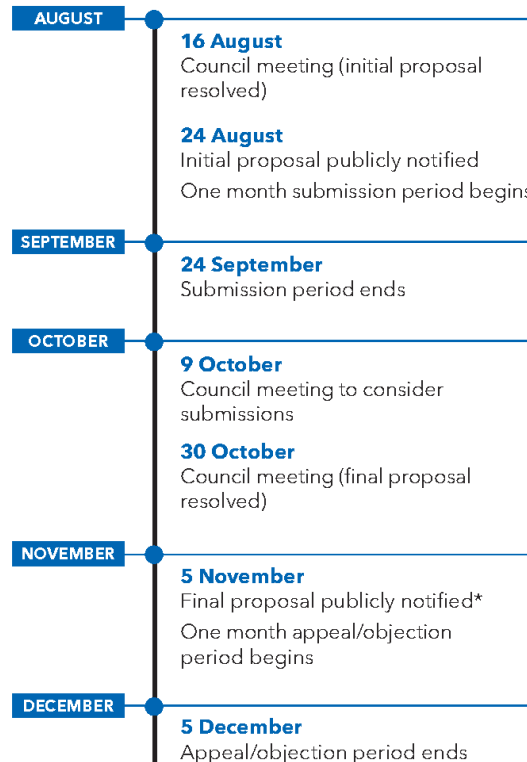 AUGUST
16 August
Council meeting (initial proposal
resolved)
24 August
Initial proposal publicly notified
One month submission period begins
SEPTEMBER
24 September
Submission period ends
OCTOBER
9 October
Council meeting to consider
submissions
30 October
Council meeting (final proposal
resolved)
NOVEMBER
5 November
Final proposal publicly notified*
One month appeal/objection
period begins
DECEMBER
5 December
Appeal/objection period ends